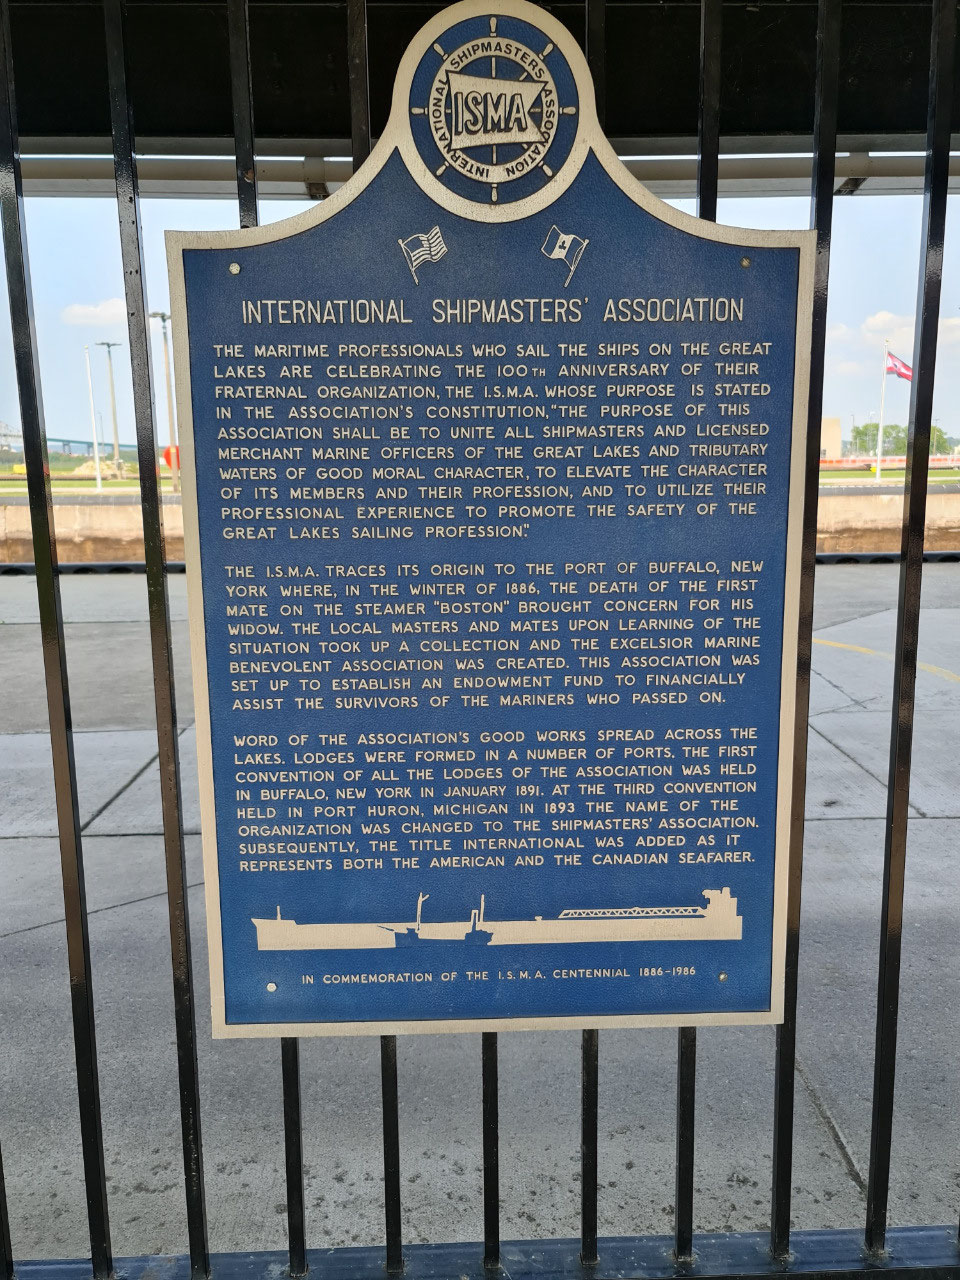 INTERNATIONAL SHIPMASTERS ASSOCIATION
ISMA
INTERNATIONAL SHIPMASTERS' ASSOCIATION
THE MARITIME PROFESSIONALS WHO SAIL THE SHIPS ON THE GREAT
LAKES ARE CELEBRATING THE 100TH ANNIVERSARY OF THEIR
FRATERNAL ORGANIZATION, THE I.S.M.A. WHOSE PURPOSE IS STATED
IN THE ASSOCIATION'S CONSTITUTION, "THE PURPOSE OF THIS
ASSOCIATION SHALL BE TO UNITE ALL SHIPMASTERS AND LICENSED
MERCHANT MARINE OFFICERS OF THE GREAT LAKES AND TRIBUTARY
WATERS OF GOOD MORAL CHARACTER, TO ELEVATE THE CHARACTER
OF ITS MEMBERS AND THEIR PROFESSION, AND TO UTILIZE THEIR
PROFESSIONAL EXPERIENCE TO PROMOTE THE SAFETY OF THE
GREAT LAKES SAILING PROFESSION."
THE I.S.M.A. TRACES ITS ORIGIN TO THE PORT OF BUFFALO, NEW
YORK WHERE, IN THE WINTER OF 1886, THE DEATH OF THE FIRST
MATE ON THE STEAMER "BOSTON" BROUGHT CONCERN FOR HIS
WIDOW. THE LOCAL MASTERS AND MATES UPON LEARNING OF THE
SITUATION TOOK UP A COLLECTION AND THE EXCELSIOR MARINE
BENEVOLENT ASSOCIATION WAS CREATED. THIS ASSOCIATION WAS
SET UP TO ESTABLISH AN ENDOWMENT FUND TO FINANCIALLY
ASSIST THE SURVIVORS OF THE MARINERS WHO PASSED ON.
WORD OF THE ASSOCIATION'S GOOD WORKS SPREAD ACROSS THE
LAKES. LODGES WERE FORMED IN A NUMBER OF PORTS. THE FIRST
CONVENTION OF ALL THE LODGES OF THE ASSOCIATION WAS HELD
IN BUFFALO, NEW YORK IN JANUARY 1891. AT THE THIRD CONVENTION
HELD IN PORT HURON, MICHIGAN IN 1893 THE NAME OF THE
ORGANIZATION WAS CHANGED TO THE SHIPMASTERS' ASSOCIATION.
SUBSEQUENTLY, THE TITLE INTERNATIONAL WAS ADDED AS IT
REPRESENTS BOTH THE AMERICAN AND THE CANADIAN SEAFARER.
IN COMMEMORATION OF THE I.S.M.A. CENTENNIAL 1886-1986